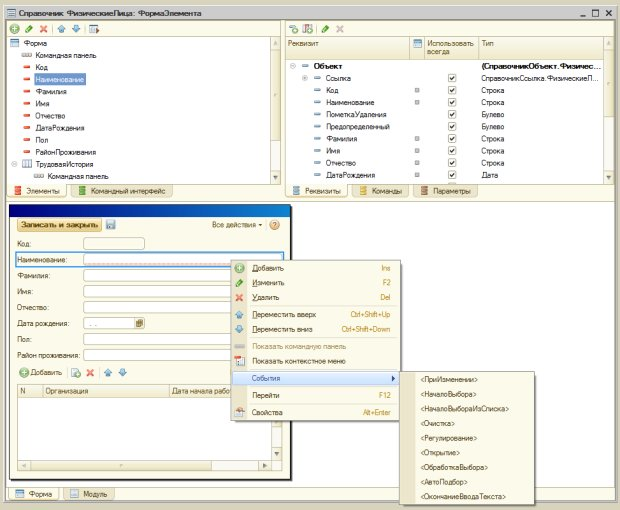 Справочник ФизическиеЛица: ФормаЭлемента
Форма
Командная панель
Код
Наименование
Фамилия
Имя
Отчество
ДатаРождения
Пол
РайонПроживания
ТрудоваяИстория
Командная панель
Элементы Командный интерфейс
Реквизит Использовать всегда Тип
Объект (СправочникОбъект.Физичес...
Ссылка СправочникСсылка.ФизическиеЛ...
Код Строка
Наименование Строка
ПометкаУдаления Булево
Предопределенный Булево
Фамилия Строка
Имя Строка
Отчество Строка
ДатаРождения Дата
Реквизиты Команды Параметры
Записать и закрыть Все действия
Код:
Наименование:
Фамилия:
Имя:
Отчество:
Дата рождения: . .
Пол:
Район проживания:
Добавить
N Организация Дата начала работ
Добавить Ins
Изменить F2
Удалить Del
Переместить вверх Ctrl+Shift+Up
Переместить вниз Ctrl+Shift+Down
Показать командную панель
Показать контекстное меню
События
Перейти F12
Свойства Alt+Enter
<ПриИзменении>
<НачалоВыбора>
<НачалоВыбораИзСписка>
<Очистка>
<Регулирование>
<Открытие>
<ОбработкаВыбора>
<АвтоПодбор>
<ОкончаниеВводаТекста>
Форма Модуль